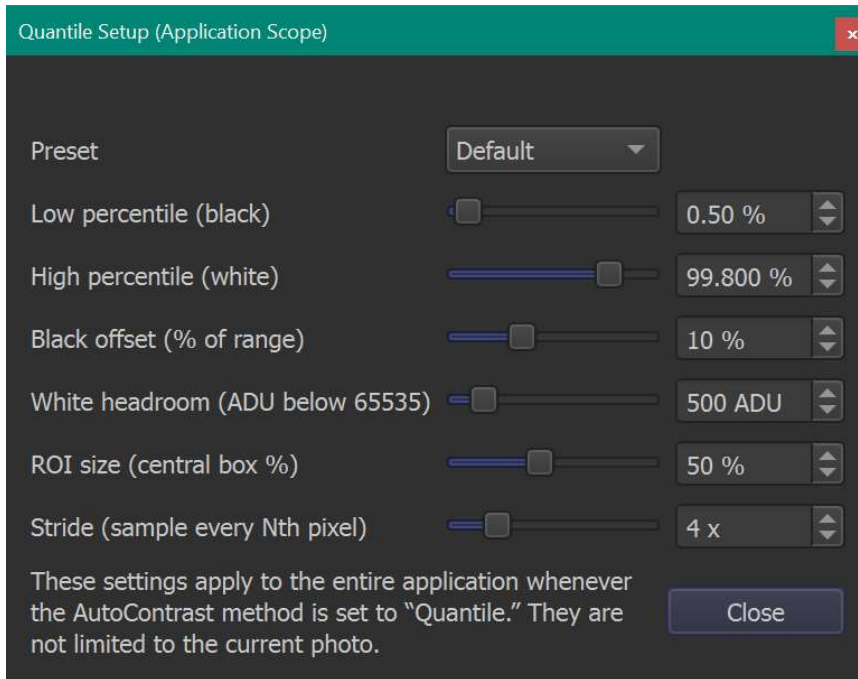 Quantile Setup (Application Scope)
Preset Default
Low percentile (black) 0.50 %
High percentile (white) 99.800 %
Black offset (% of range) 10 %
White headroom (ADU below 65535) 500 ADU
ROI size (central box %) 50 %
Stride (sample every Nth pixel) 4 x
These settings apply to the entire application whenever
the AutoContrast method is set to “Quantile.” They are
not limited to the current photo.
Close